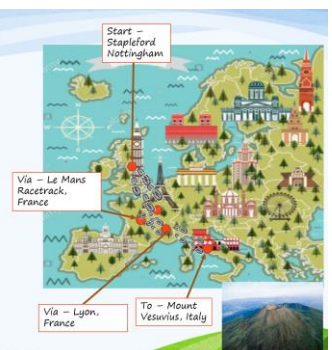 Start –
Stapleford
Nottingham
Via – Le Mans
Racetrack,
France
Via – Lyon,
France
To – Mount
Vesuvius, Italy